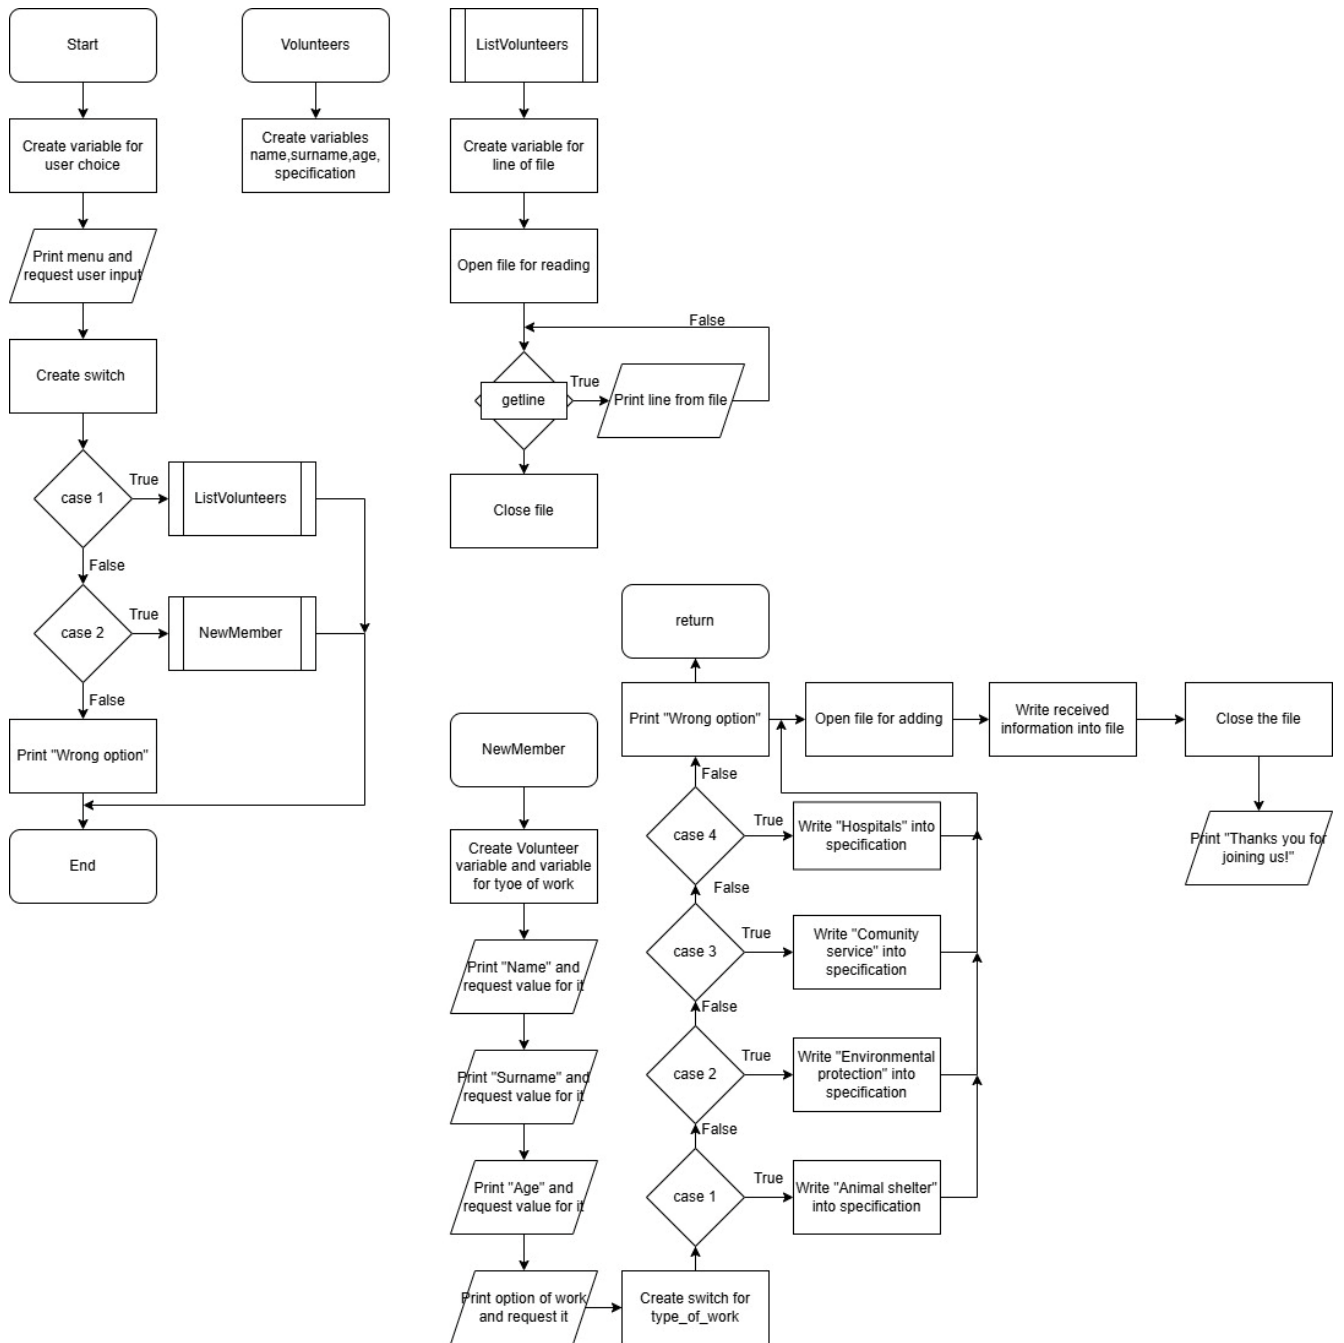 Start
Create variable for
user choice
Print menu and
request user input
Create switch
case 1
True
ListVolunteers
False
case 2
True
NewMember
False
Print "Wrong option"
End
Volunteers
Create variables
name,surname,age,
specification
ListVolunteers
Create variable for
line of file
Open file for reading
False
getline
True
Print line from file
Close file
NewMember
Create Volunteer
variable and variable
for tyoe of work
Print "Name" and
request value for it
Print "Surname" and
request value for it
Print "Age" and
request value for it
Print option of work
and request it
Create switch for
type_of_work
case 1
True
Write "Animal shelter"
into specification
False
case 2
True
Write "Environmental
protection" into
specification
False
case 3
True
Write "Comunity
service" into
specification
False
case 4
True
Write "Hospitals" into
specification
False
Print "Wrong option"
return
Open file for adding
Write received
information into file
Close the file
Print "Thanks you for
joining us!"